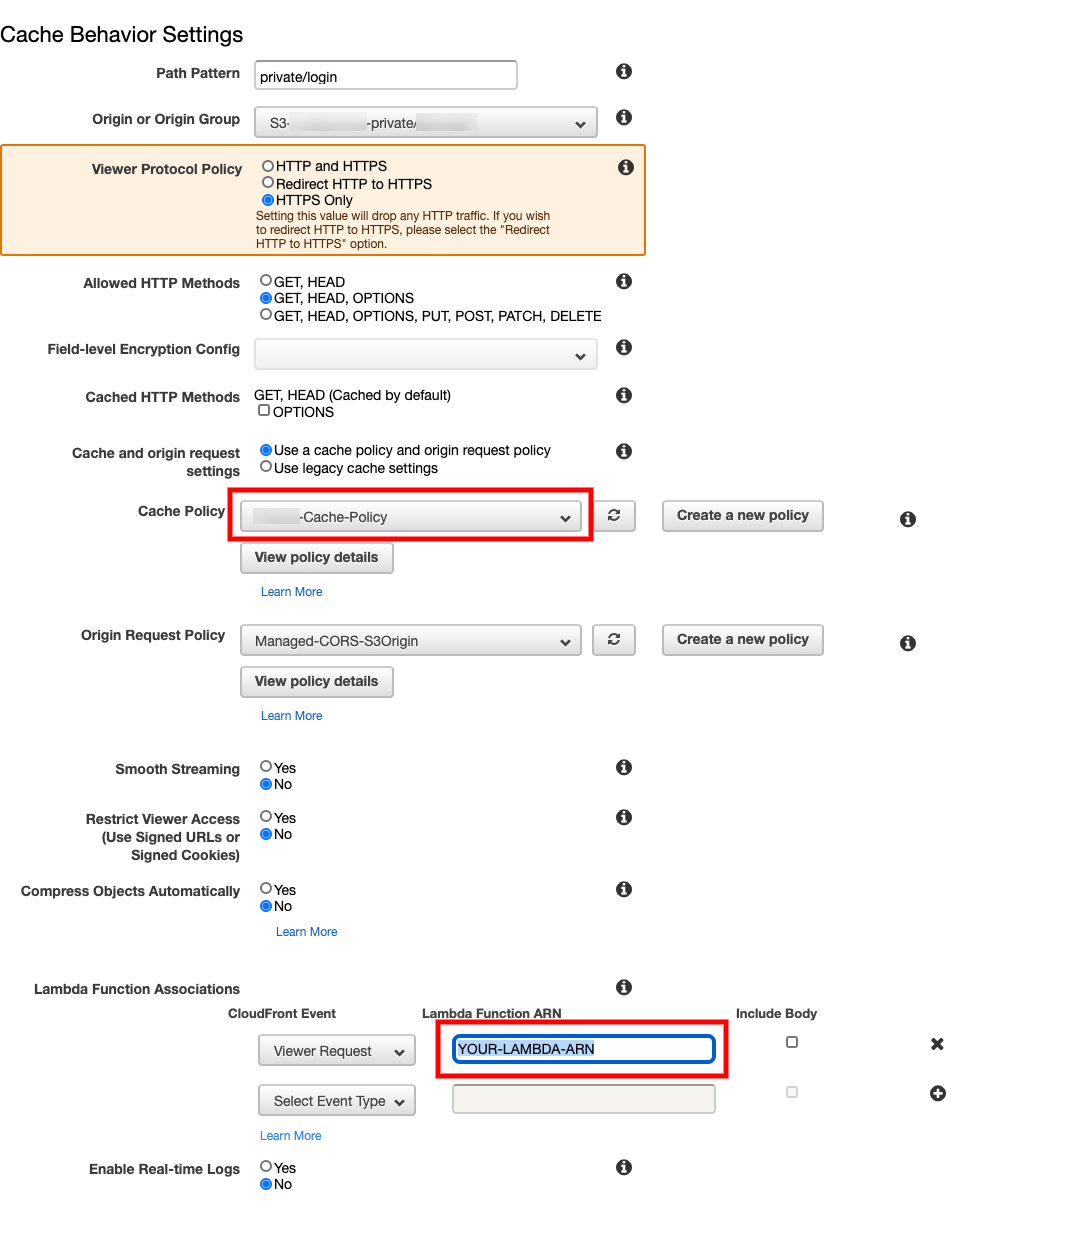 Cache Behavior Settings
Path Pattern private/login
Origin or Origin Group S3- -private/
Viewer Protocol Policy HTTP and HTTPS
Redirect HTTP to HTTPS
HTTPS Only
Setting this value will drop any HTTP traffic. If you wish
to redirect HTTP to HTTPS, please select the "Redirect
HTTP to HTTPS" option.
Allowed HTTP Methods GET, HEAD
GET, HEAD, OPTIONS
GET, HEAD, OPTIONS, PUT, POST, PATCH, DELETE
Field-level Encryption Config
Cached HTTP Methods GET, HEAD (Cached by default)
OPTIONS
Cache and origin request Use a cache policy and origin request policy
settings Use legacy cache settings
Cache Policy -Cache-Policy Create a new policy
View policy details
Learn More
Origin Request Policy Managed-CORS-S3Origin Create a new policy
View policy details
Learn More
Smooth Streaming Yes
No
Restrict Viewer Access Yes
(Use Signed URLs or No
Signed Cookies)
Compress Objects Automatically Yes
No
Learn More
Lambda Function Associations
CloudFront Event Lambda Function ARN Include Body
Viewer Request YOUR-LAMBDA-ARN
Select Event Type
Learn More
Enable Real-time Logs Yes
No